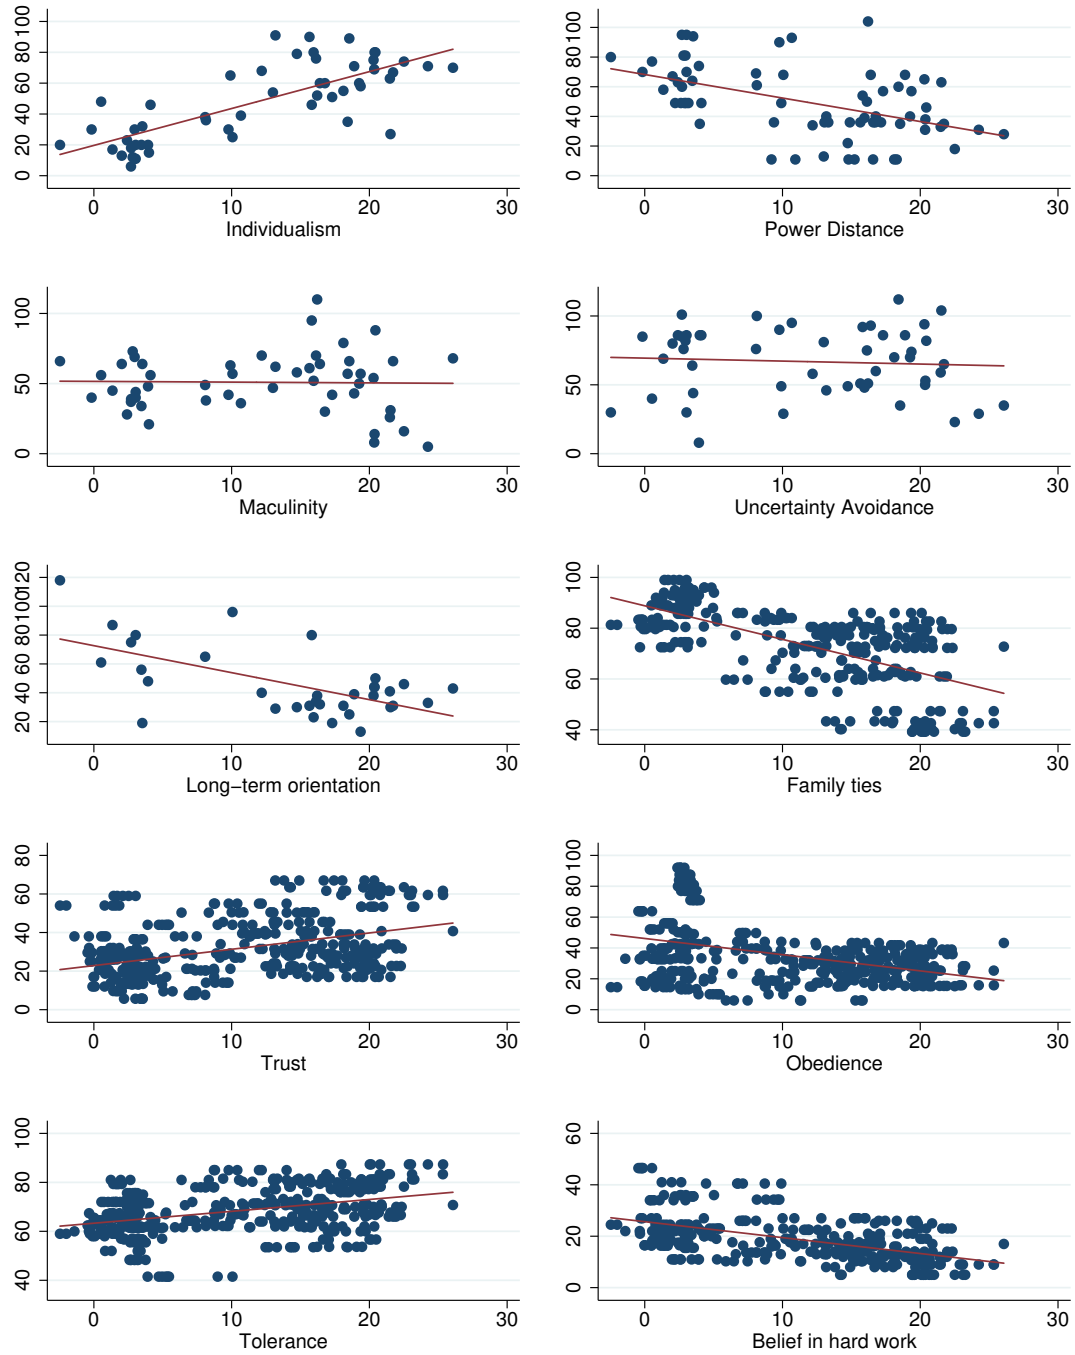 0 20 40 60 80 100
0 10 20 30
Individualism
0 20 40 60 80 100
0 10 20 30
Power Distance
0 50 100
0 10 20 30
Maculinity
0 50 100
0 10 20 30
Uncertainty Avoidance
20 40 60 80 100 120
0 10 20 30
Long−term orientation
40 60 80 100
0 10 20 30
Family ties
0 20 40 60 80
0 10 20 30
Trust
0 20 40 60 80 100
0 10 20 30
Obedience
40 60 80 100
0 10 20 30
Tolerance
0 20 40 60
0 10 20 30
Belief in hard work